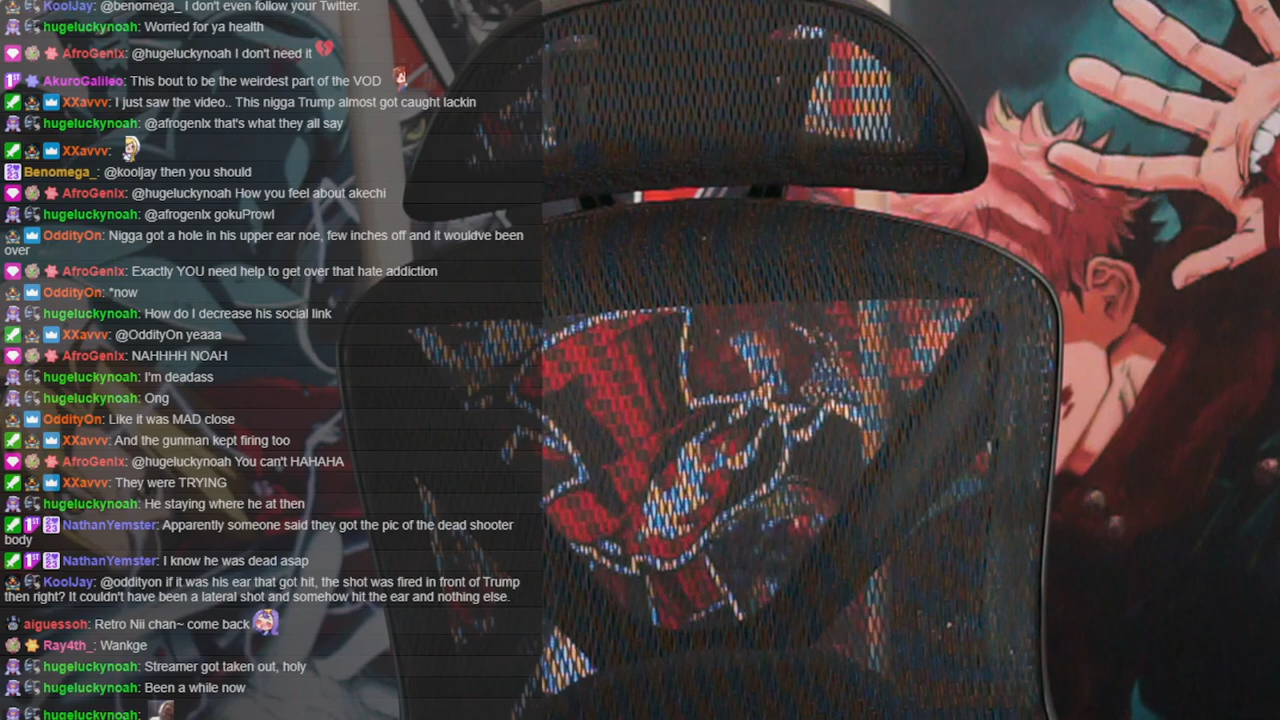 KoolJay: @benomega_ I don't even follow your Twitter.
hugeluckynoah: Worried for ya health
AfroGenIx: @hugeluckynoah I don't need it
1ST AkuroGalileo: This bout to be the weirdest part of the VOD
XXavvv: I just saw the video.. This nigga Trump almost got caught lackin
hugeluckynoah: @afrogenlx that's what they all say
XXavvv:
Benomega_: @kooljay then you should
AfroGenIx: @hugeluckynoah How you feel about akechi
hugeluckynoah: @afrogenlx gokuProwl
OddityOn: Nigga got a hole in his upper ear noe, few inches off and it wouldve been
over
AfroGenIx: Exactly YOU need help to get over that hate addiction
OddityOn: *now
hugeluckynoah: How do I decrease his social link
XXavvv: @OddityOn yeaaa
AfroGenIx: NAHHHH NOAH
hugeluckynoah: I'm deadass
hugeluckynoah: Ong
OddityOn: Like it was MAD close
XXavvv: And the gunman kept firing too
AfroGenIx: @hugeluckynoah You can't HAHAHA
XXavvv: They were TRYING
hugeluckynoah: He staying where he at then
1ST NathanYemster: Apparently someone said they got the pic of the dead shooter
body
1ST NathanYemster: I know he was dead asap
KoolJay: @oddityon if it was his ear that got hit, the shot was fired in front of Trump
then right? It couldn't have been a lateral shot and somehow hit the ear and nothing else.
aiguessoh: Retro Nii chan~ come back
Ray4th_: Wankge
hugeluckynoah: Streamer got taken out, holy
hugeluckynoah: Been a while now
hugeluckynoah: